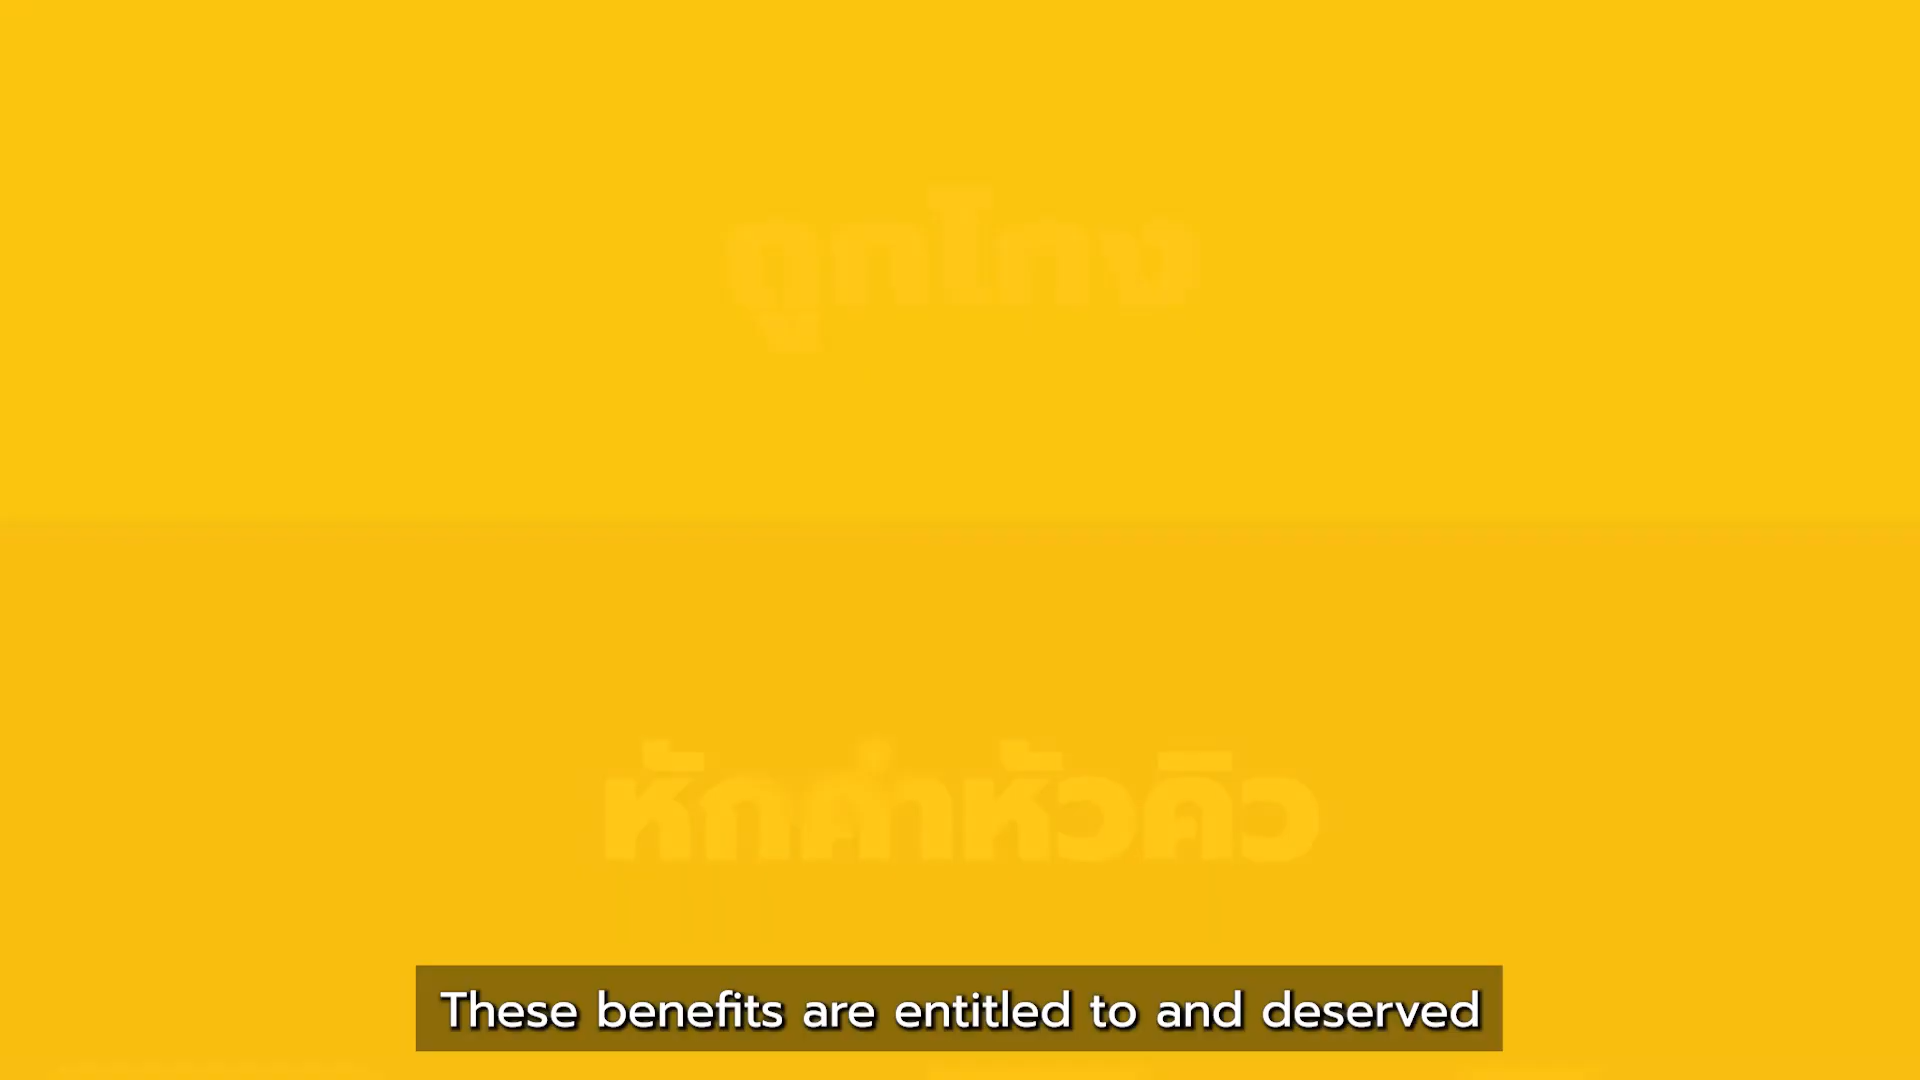 ถูกโกง
หักค่าหัวคิว
These benefits are entitled to and deserved